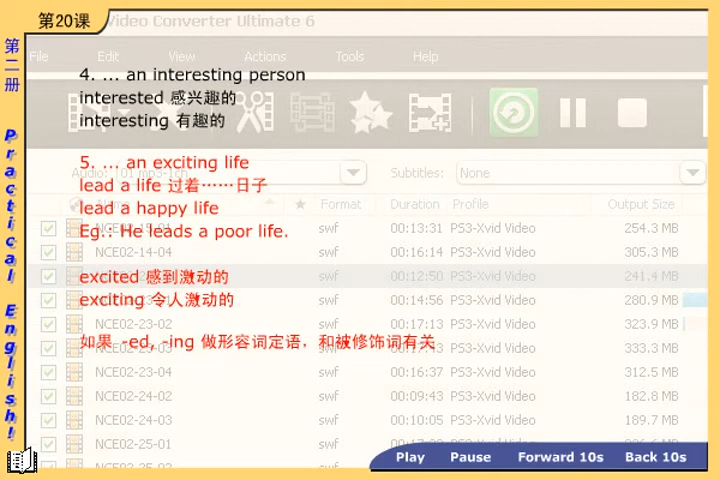 第20课
Video Converter Ultimate 6
File Edit View Actions Tools Help
第二册
Practical English!
4. ... an interesting person
interested 感兴趣的
interesting 有趣的
5. ... an exciting life
Audio: 01 mp3-1ch Subtitles: None
lead a life 过着……日子
lead a happy life
Name Format Duration Profile Output Size
Eg.: He leads a poor life.
swf 00:13:31 PS3-Xvid Video 254.3 MB
NCE02-14-04 swf 00:16:14 PS3-Xvid Video 305.3 MB
excited 感到激动的
swf 00:12:50 PS3-Xvid Video 241.4 MB
exciting 令人激动的
swf 00:14:56 PS3-Xvid Video 280.9 MB
NCE02-23-02 swf 00:17:13 PS3-Xvid Video 323.9 MB
如果 -ed, -ing 做形容词定语，和被修饰词有关
NCE02-23-03 swf PS3-Xvid Video 333.3 MB
NCE02-23-04 swf 00:16:37 PS3-Xvid Video 312.5 MB
NCE02-24-02 swf 00:09:43 PS3-Xvid Video 182.8 MB
NCE02-24-03 swf 00:10:05 PS3-Xvid Video 189.7 MB
NCE02-25-01 swf
Play Pause Forward 10s Back 10s